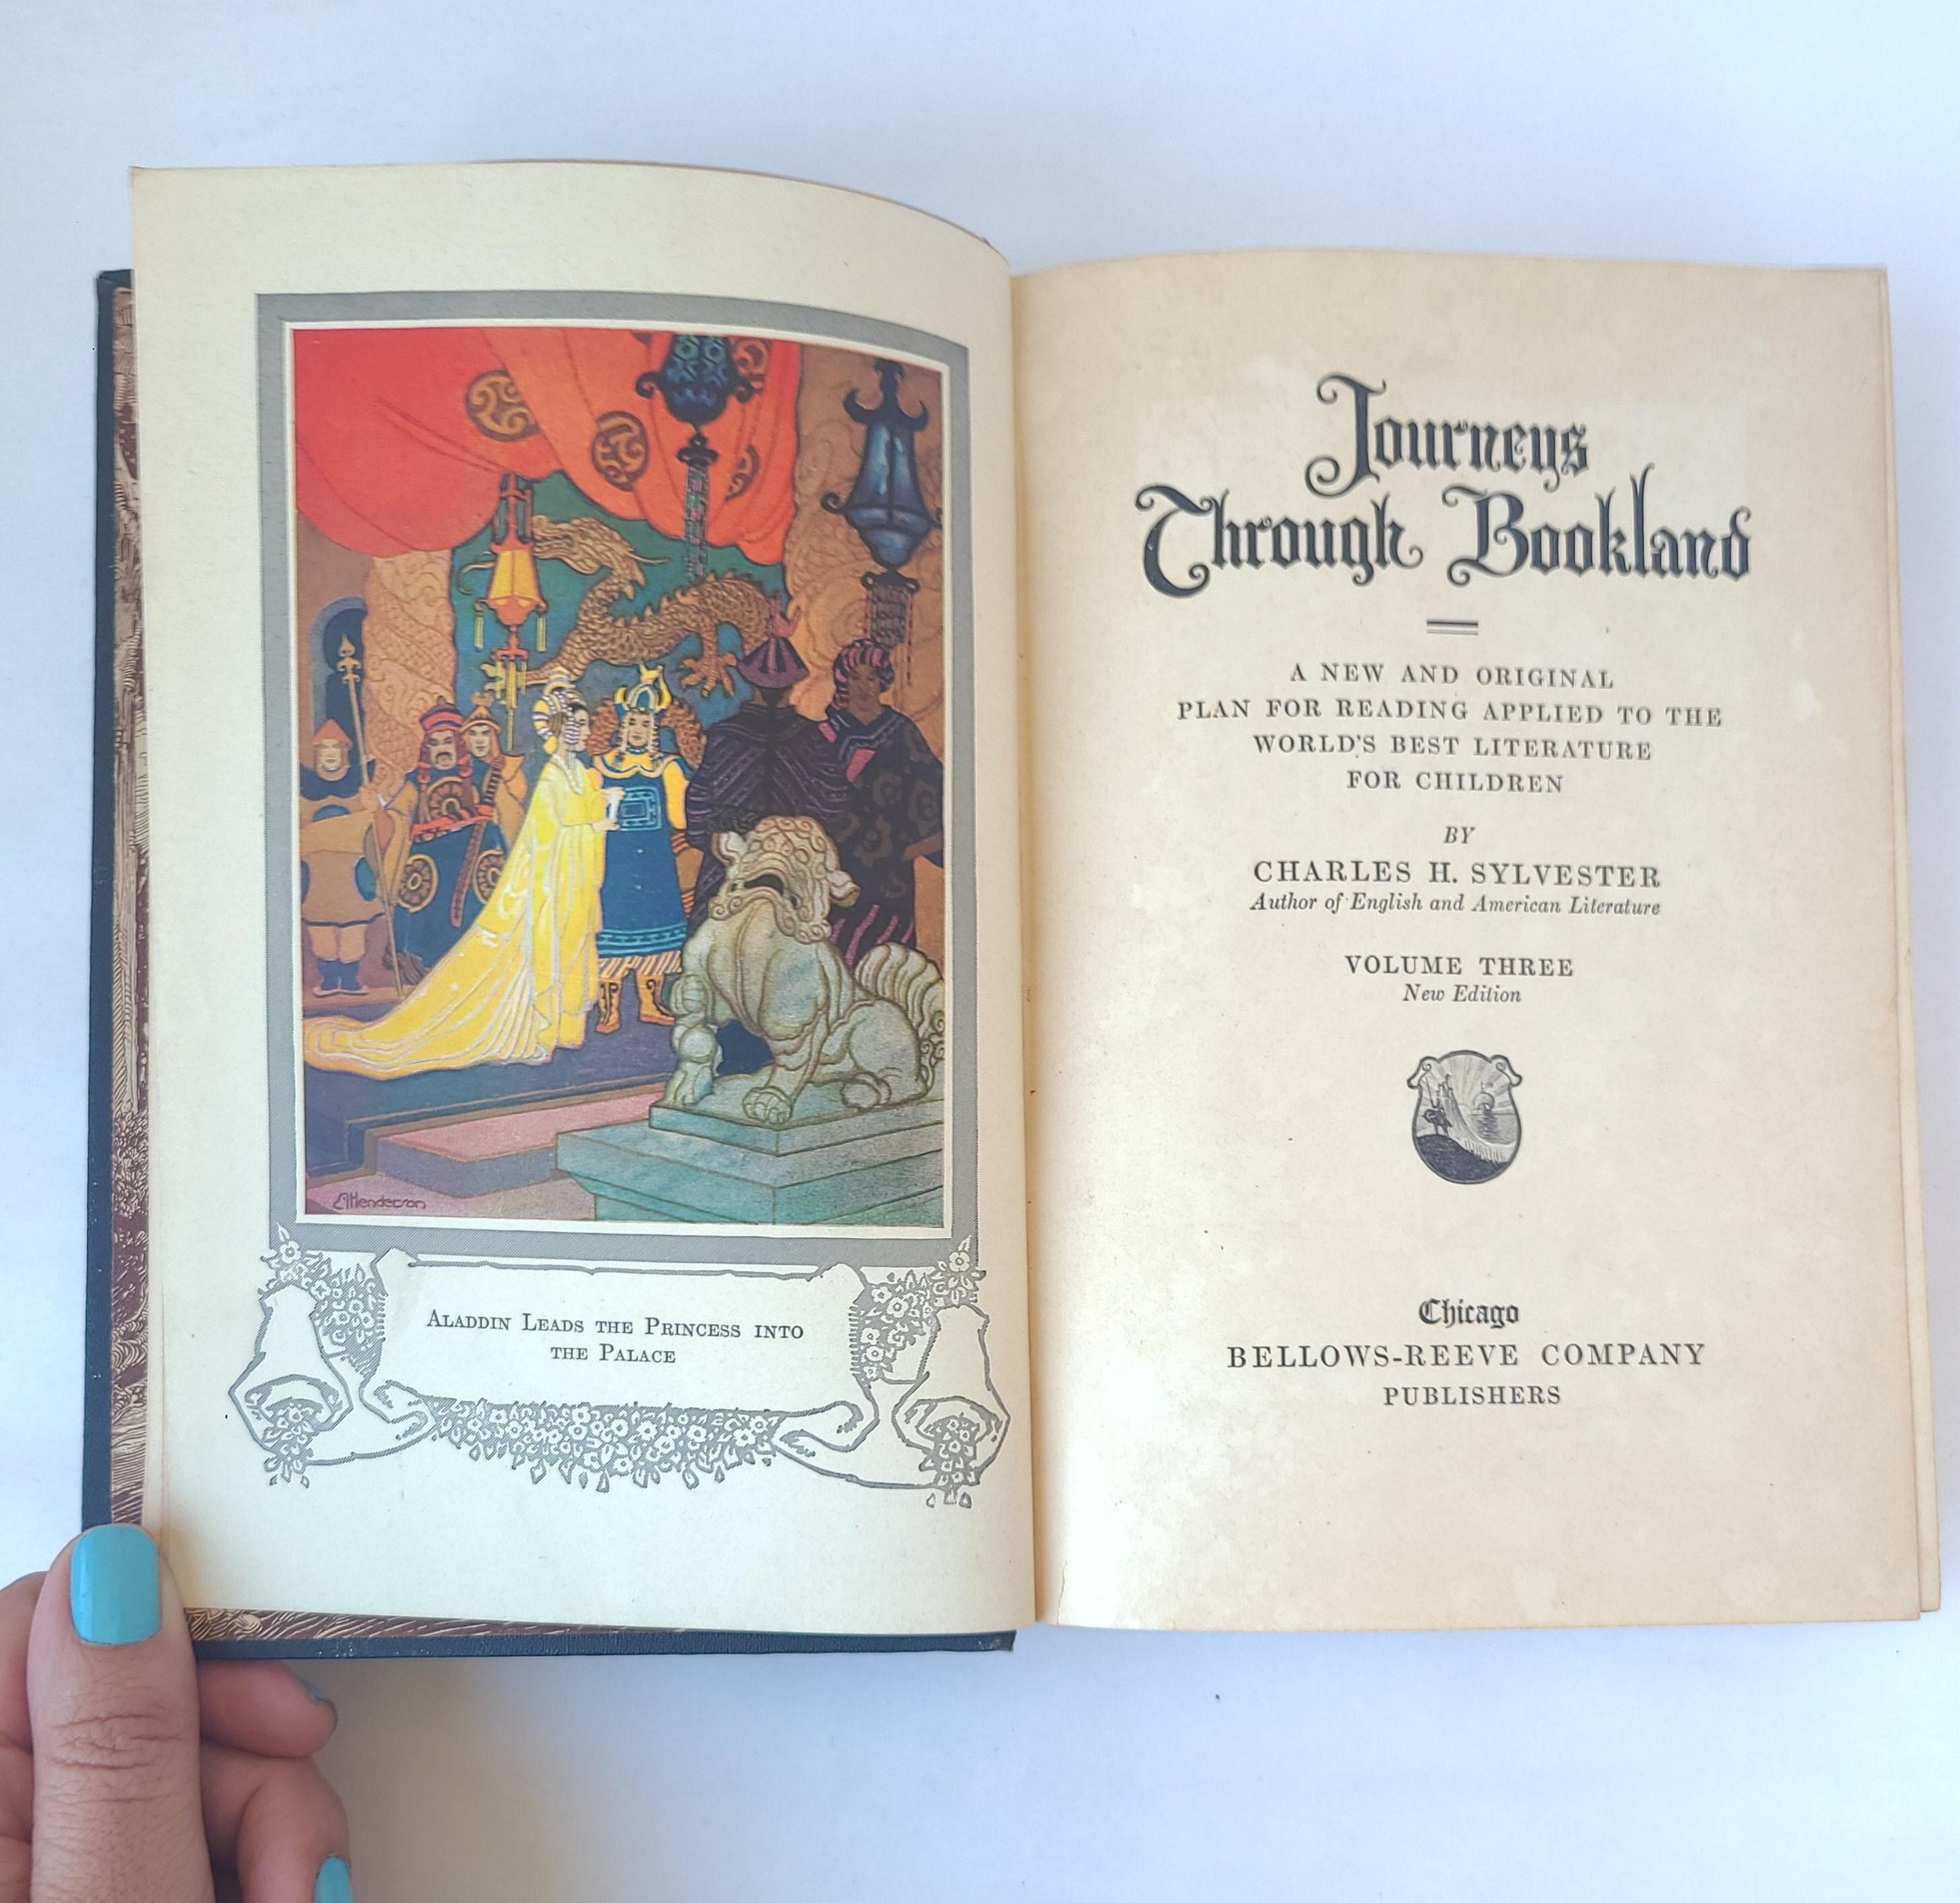 EAHenderson
Aladdin Leads the Princess into
the Palace
Journeys
Through Bookland
A NEW AND ORIGINAL
PLAN FOR READING APPLIED TO THE
WORLD'S BEST LITERATURE
FOR CHILDREN
BY
CHARLES H. SYLVESTER
Author of English and American Literature
VOLUME THREE
New Edition
Chicago
BELLOWS-REEVE COMPANY
PUBLISHERS